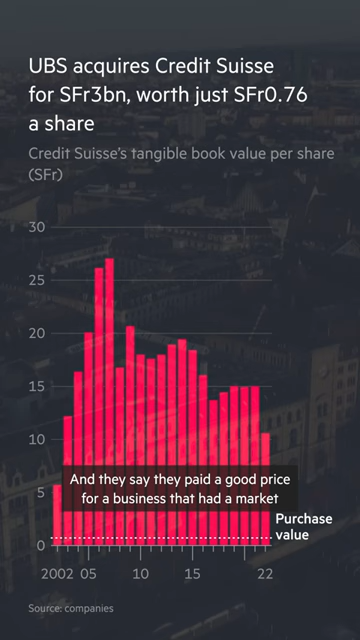 UBS acquires Credit Suisse
for SFr3bn, worth just SFr0.76
a share
Credit Suisse's tangible book value per share
(SFr)
30
25
20
15
10
And they say they paid a good price
for a business that had a market
5
Purchase
value
0
2002 05 10 15 22
Source: companies